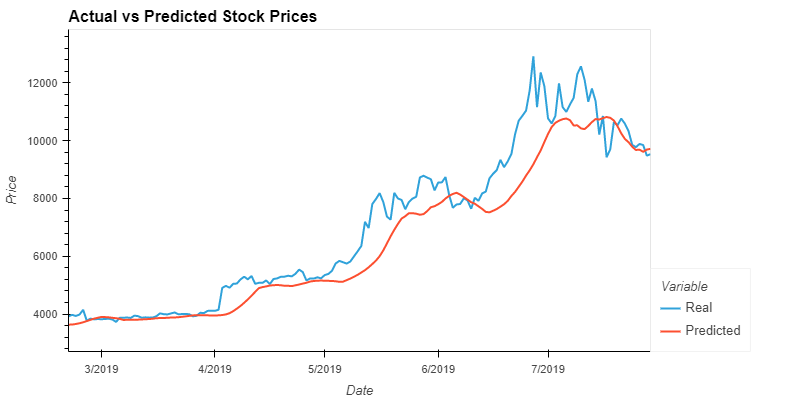 Actual vs Predicted Stock Prices
Price
12000
10000
8000
6000
4000
3/2019
4/2019
5/2019
6/2019
7/2019
Date
Variable
Real
Predicted